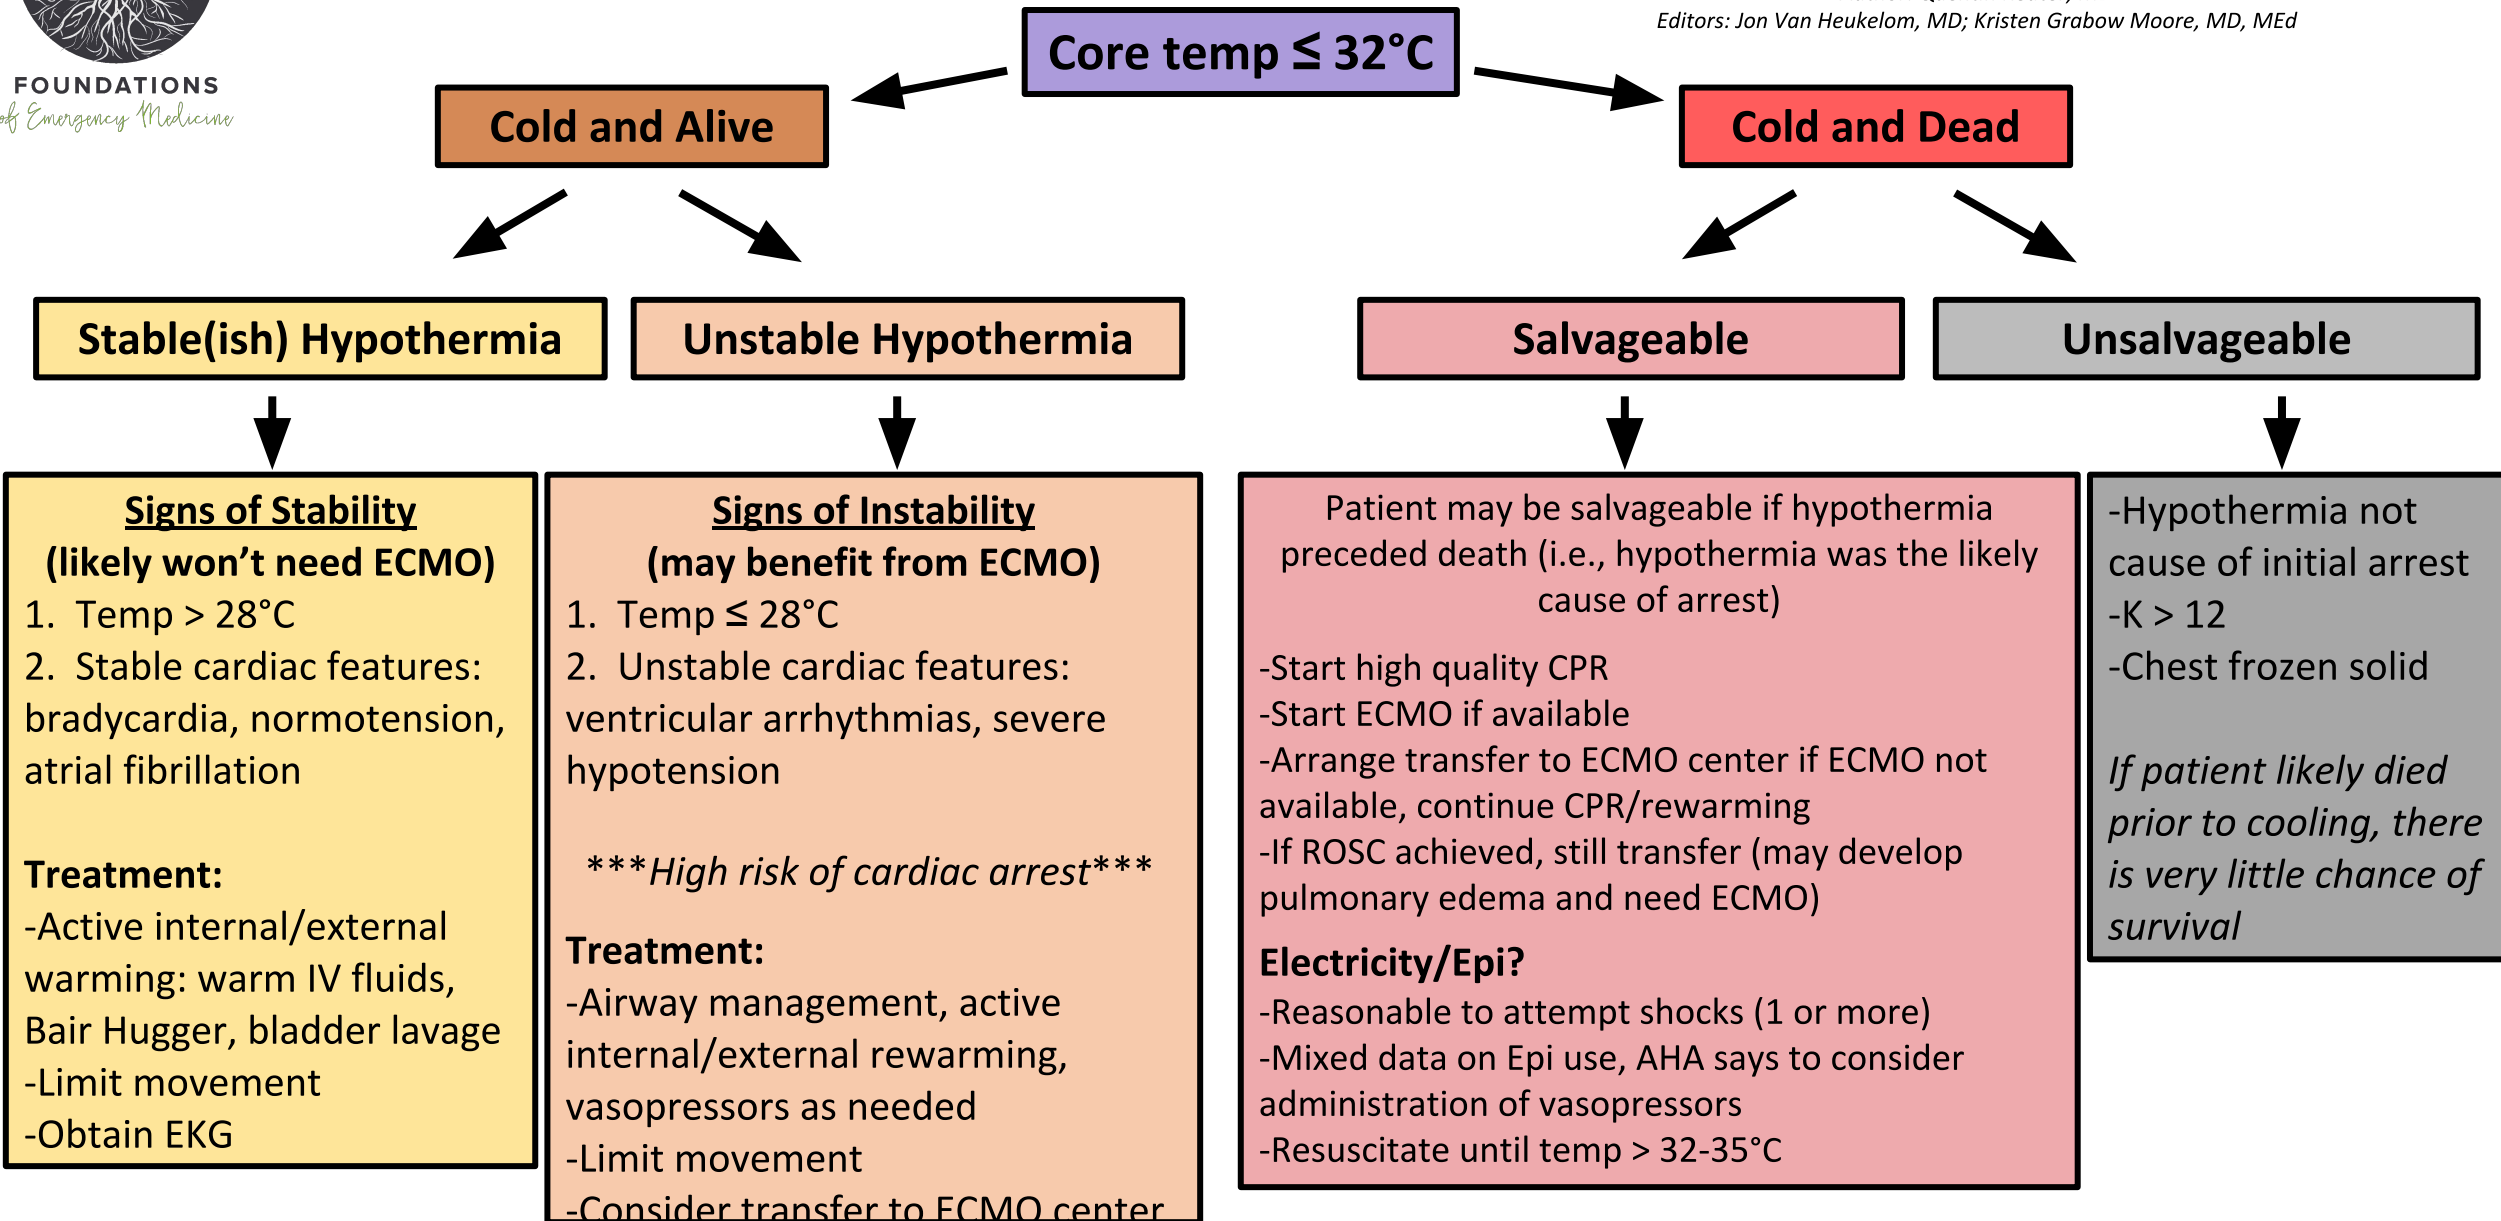 Editors: Jon Van Heukelom, MD; Kristen Grabow Moore, MD, MEd
FOUNDATIONS
of Emergency Medicine
Core temp ≤ 32°C
Cold and Alive
Cold and Dead
Stable(ish) Hypothermia
Unstable Hypothermia
Salvageable
Unsalvageable
Signs of Stability
(likely won’t need ECMO)
1. Temp > 28°C
2. Stable cardiac features:
bradycardia, normotension,
atrial fibrillation
Treatment:
-Active internal/external
warming: warm IV fluids,
Bair Hugger, bladder lavage
-Limit movement
-Obtain EKG
Signs of Instability
(may benefit from ECMO)
1. Temp ≤ 28°C
2. Unstable cardiac features:
ventricular arrhythmias, severe
hypotension
***High risk of cardiac arrest***
Treatment:
-Airway management, active
internal/external rewarming,
vasopressors as needed
-Limit movement
-Consider transfer to ECMO center
Patient may be salvageable if hypothermia
preceded death (i.e., hypothermia was the likely
cause of arrest)
-Start high quality CPR
-Start ECMO if available
-Arrange transfer to ECMO center if ECMO not
available, continue CPR/rewarming
-If ROSC achieved, still transfer (may develop
pulmonary edema and need ECMO)
Electricity/Epi?
-Reasonable to attempt shocks (1 or more)
-Mixed data on Epi use, AHA says to consider
administration of vasopressors
-Resuscitate until temp > 32-35°C
-Hypothermia not
cause of initial arrest
-K > 12
-Chest frozen solid
If patient likely died
prior to cooling, there
is very little chance of
survival